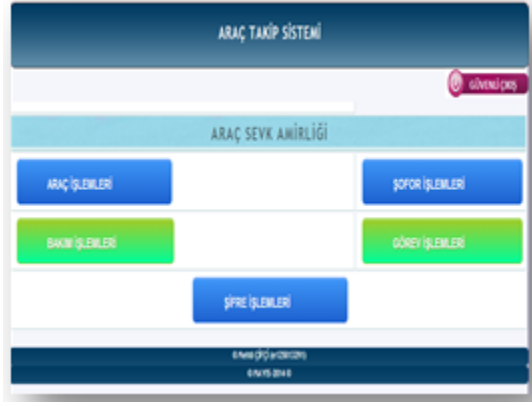 ARAÇ TAKİP SİSTEMİ
GÜVENLİ ÇIKIŞ
ARAÇ SEVK AMİRLİĞİ
ARAÇ İŞLEMLERİ
ŞOFOR İŞLEMLERİ
BAKIM İŞLEMLERİ
GÖREV İŞLEMLERİ
ŞİFRE İŞLEMLERİ